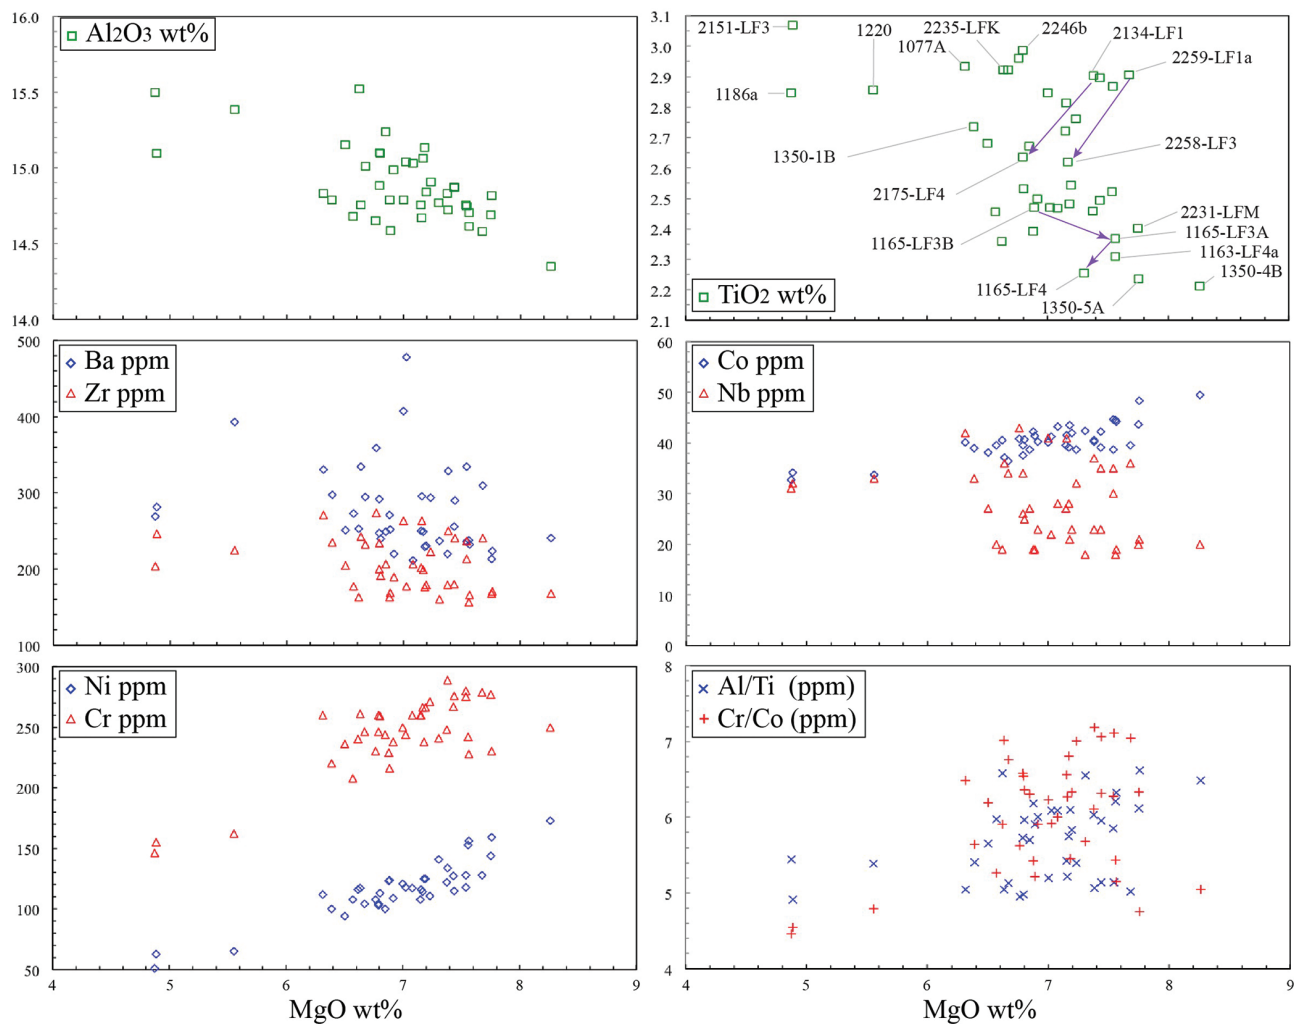 16.0
15.5
15.0
14.5
14.0
Al2O3 wt%
3.1
3.0
2.9
2.8
2.7
2.6
2.5
2.4
2.3
2.2
2.1
2151-LF3
1220
2235-LFK
2246b
2134-LF1
1077A
2259-LF1a
1186a
1350-1B
2258-LF3
2175-LF4
2231-LFM
1165-LF3B
1165-LF3A
1163-LF4a
1350-4B
1165-LF4
1350-5A
TiO2 wt%
500
400
300
200
100
Ba ppm
Zr ppm
60
50
40
30
20
10
0
Co ppm
Nb ppm
300
250
200
150
100
50
Ni ppm
Cr ppm
4 5 6 7 8 9
MgO wt%
8
7
6
5
4
Al/Ti (ppm)
Cr/Co (ppm)
4 5 6 7 8 9
MgO wt%